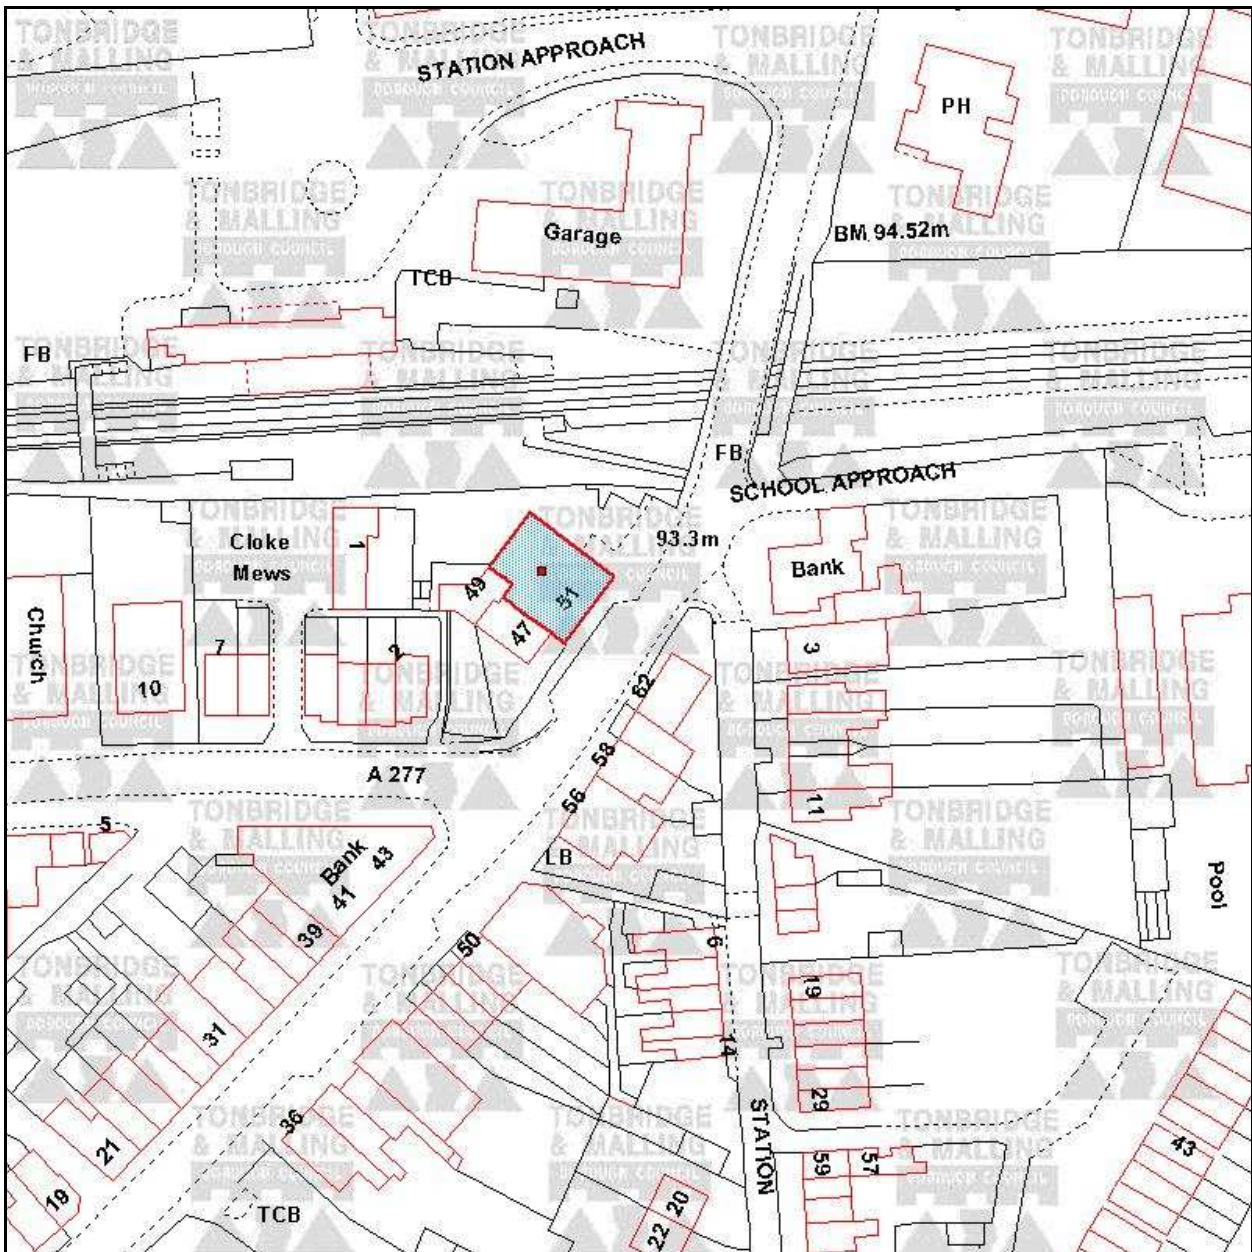 STATION APPROACH
PH
Garage
BM 94.52m
TCB
FB
FB
SCHOOL APPROACH
93.3m
Cloke
Mews
1
Bank
49
51
47
Church
10
7
2
3
62
58
56
A 277
11
5
Bank
43
41
39
LB
Pool
50
6
31
19
14
29
36
21
STATION
59
57
43
19
20
22
TCB
TONBRIDGE
& MALLING
BOROUGH COUNCIL